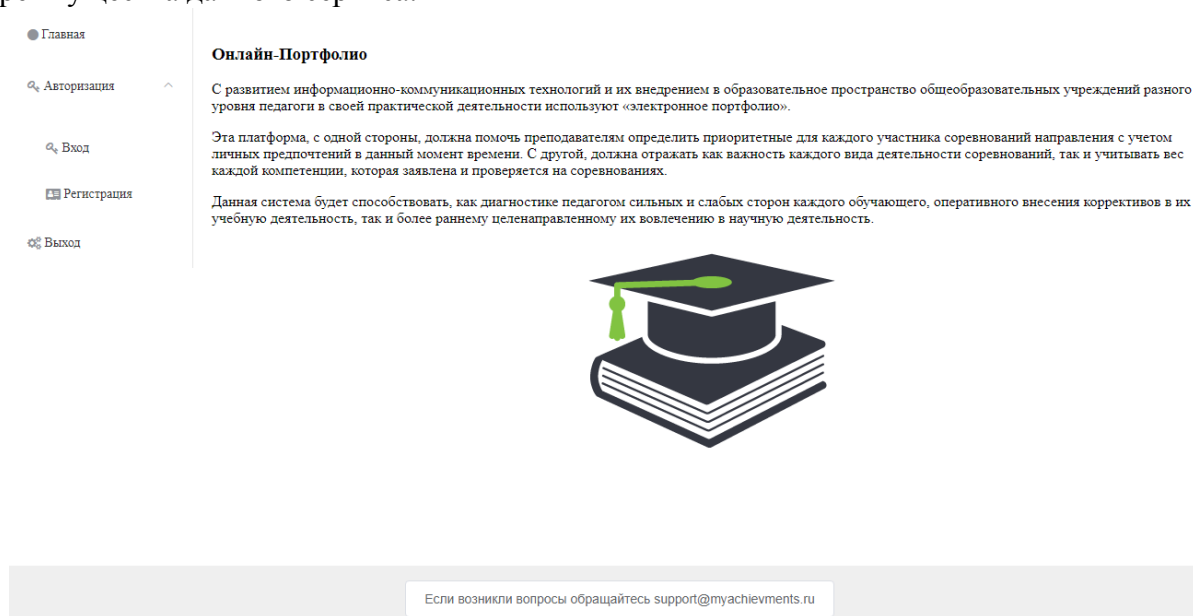 Главная
Авторизация
Вход
Регистрация
Выход
Онлайн-Портфолио
С развитием информационно-коммуникационных технологий и их внедрением в образовательное пространство общеобразовательных учреждений разного
уровня педагоги в своей практической деятельности используют «электронное портфолио».
Эта платформа, с одной стороны, должна помочь преподавателям определить приоритетные для каждого участника соревнований направления с учетом
личных предпочтений в данный момент времени. С другой, должна отражать как важность каждого вида деятельности соревнований, так и учитывать вес
каждой компетенции, которая заявлена и проверяется на соревнованиях.
Данная система будет способствовать, как диагностике педагогом сильных и слабых сторон каждого обучающего, оперативного внесения коррективов в их
учебную деятельность, так и более раннему целенаправленному их вовлечению в научную деятельность.
Если возникли вопросы обращайтесь support@myachievments.ru